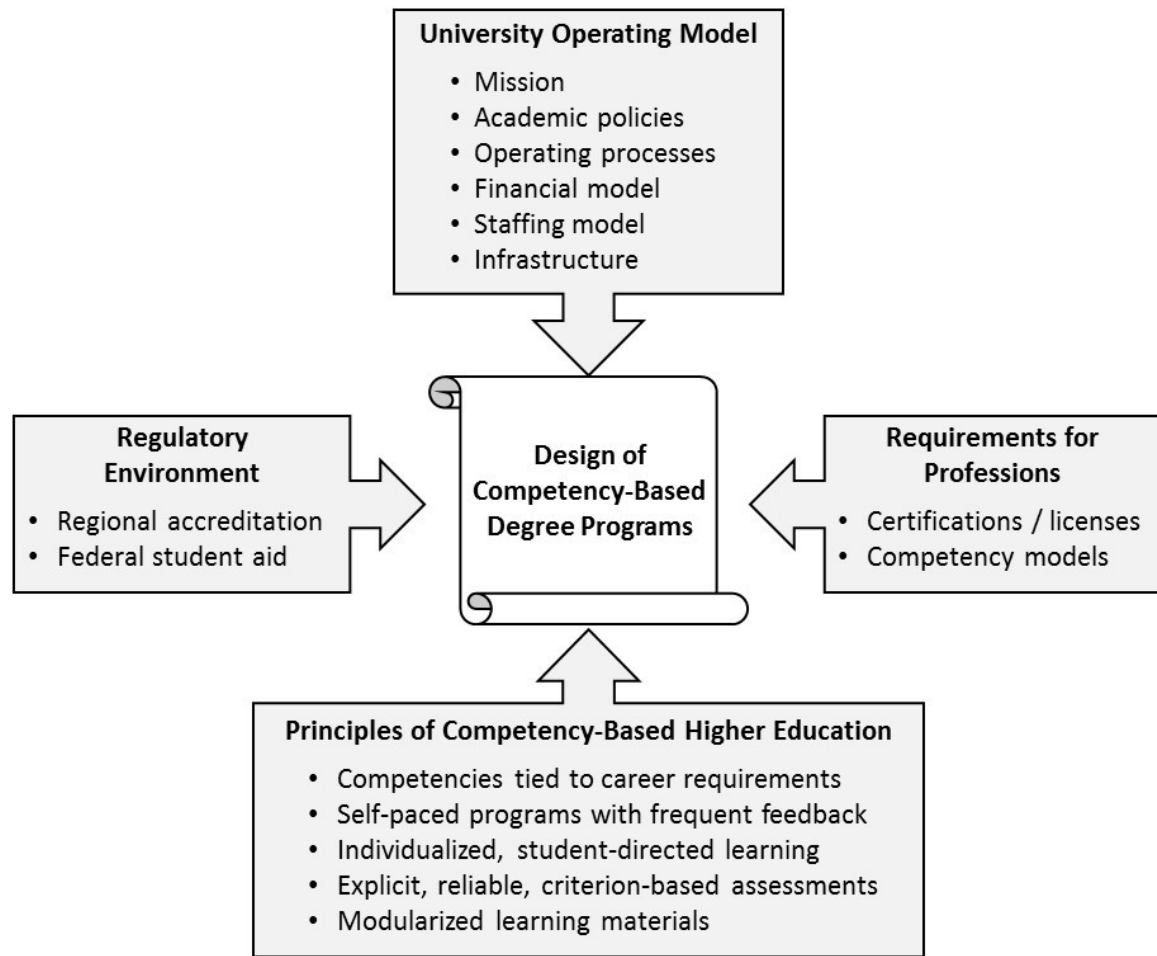 University Operating Model
• Mission
• Academic policies
• Operating processes
• Financial model
• Staffing model
• Infrastructure
Regulatory
Environment
• Regional accreditation
• Federal student aid
Design of
Competency-Based
Degree Programs
Requirements for
Professions
• Certifications / licenses
• Competency models
Principles of Competency-Based Higher Education
• Competencies tied to career requirements
• Self-paced programs with frequent feedback
• Individualized, student-directed learning
• Explicit, reliable, criterion-based assessments
• Modularized learning materials